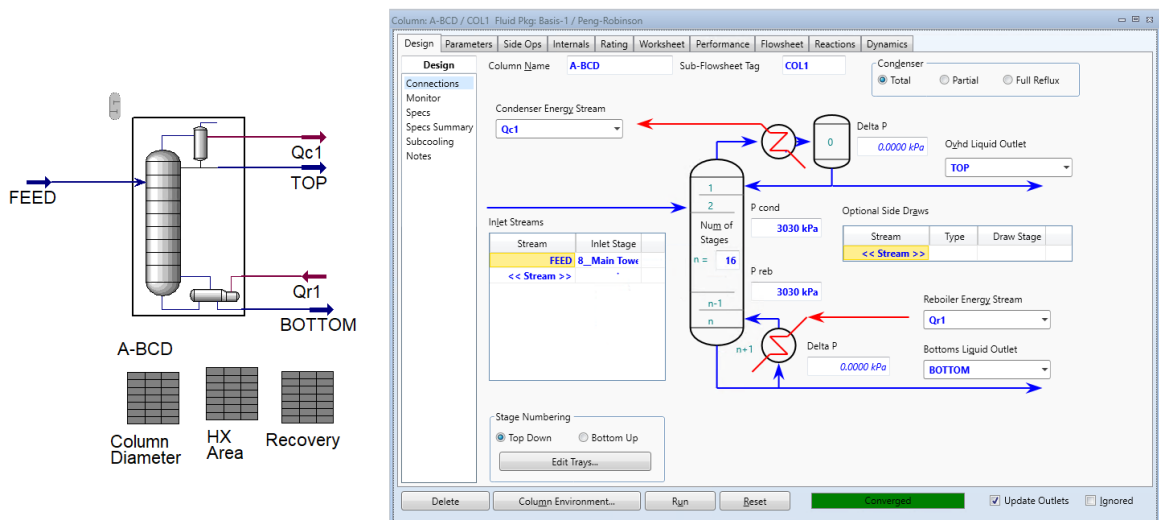 FEED
Qc1
TOP
Qr1
BOTTOM
A-BCD
Column
Diameter
HX
Area
Recovery
Column: A-BCD / COL1 Fluid Pkg: Basis-1 / Peng-Robinson
Design Parameters Side Ops Internals Rating Worksheet Performance Flowsheet Reactions Dynamics
Design
Connections
Monitor
Specs
Specs Summary
Subcooling
Notes
Column Name A-BCD Sub-Flowsheet Tag COL1
Condenser
Total Partial Full Reflux
Condenser Energy Stream
Qc1
0
Delta P
0.0000 kPa
Ovhd Liquid Outlet
TOP
Inlet Streams
Stream Inlet Stage
FEED 8__Main Towe
<< Stream >>
1
2
Num of
Stages
n = 16
n-1
n
n+1
P cond
3030 kPa
P reb
3030 kPa
Delta P
0.0000 kPa
Optional Side Draws
Stream Type Draw Stage
<< Stream >>
Reboiler Energy Stream
Qr1
Bottoms Liquid Outlet
BOTTOM
Stage Numbering
Top Down Bottom Up
Edit Trays...
Delete Column Environment... Run Reset Converged Update Outlets Ignored